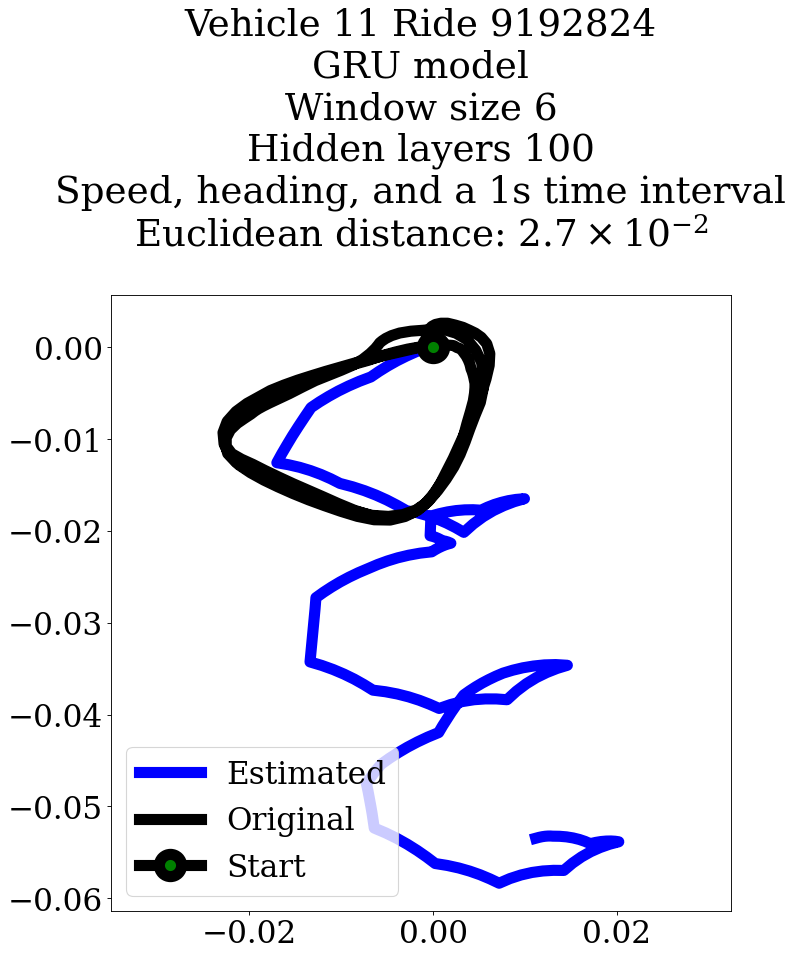 Vehicle 11 Ride 9192824
GRU model
Window size 6
Hidden layers 100
Speed, heading, and a 1s time interval
Euclidean distance: 2.7 × 10⁻²
0.00
−0.01
−0.02
−0.03
−0.04
−0.05
−0.06
Estimated
Original
Start
−0.02 0.00 0.02